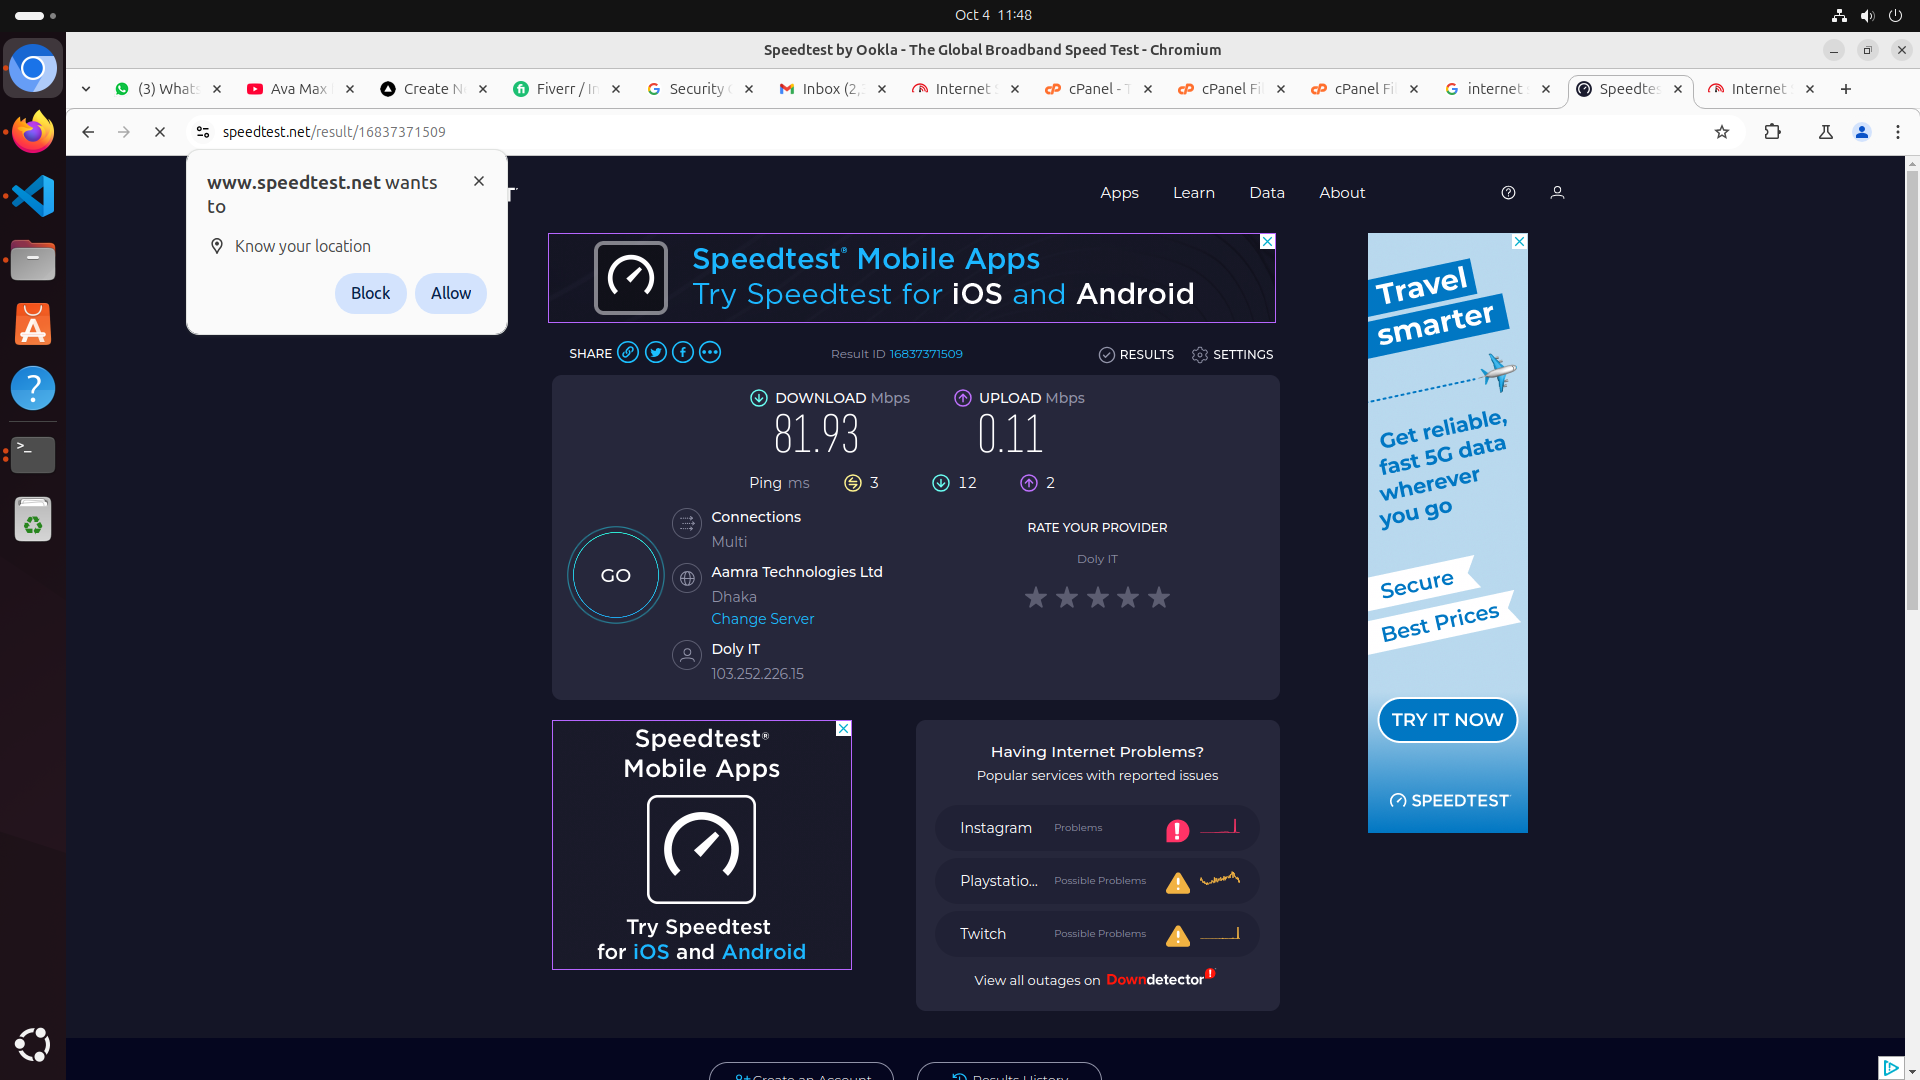 Oct 4 11:48
Speedtest by Ookla - The Global Broadband Speed Test - Chromium
(3) Whats
Ava Max
Create N
Fiverr / In
Security
Inbox (2,
Internet S
cPanel - T
cPanel Fil
cPanel Fil
internet s
Speedtes
Internet S
speedtest.net/result/16837371509
www.speedtest.net wants to
Know your location
Block
Allow
Apps
Learn
Data
About
Speedtest® Mobile Apps
Try Speedtest for iOS and Android
SHARE
Result ID 16837371509
RESULTS
SETTINGS
DOWNLOAD Mbps
81.93
UPLOAD Mbps
0.11
Ping ms
3
12
2
GO
Connections
Multi
Aamra Technologies Ltd
Dhaka
Change Server
Doly IT
103.252.226.15
RATE YOUR PROVIDER
Doly IT
Speedtest®
Mobile Apps
Try Speedtest
for iOS and Android
Having Internet Problems?
Popular services with reported issues
Instagram
Problems
Playstatio...
Possible Problems
Twitch
Possible Problems
View all outages on Downdetector
Travel
smarter
Get reliable,
fast 5G data
wherever
you go
Secure
Best Prices
TRY IT NOW
SPEEDTEST
Create an Account
Results History